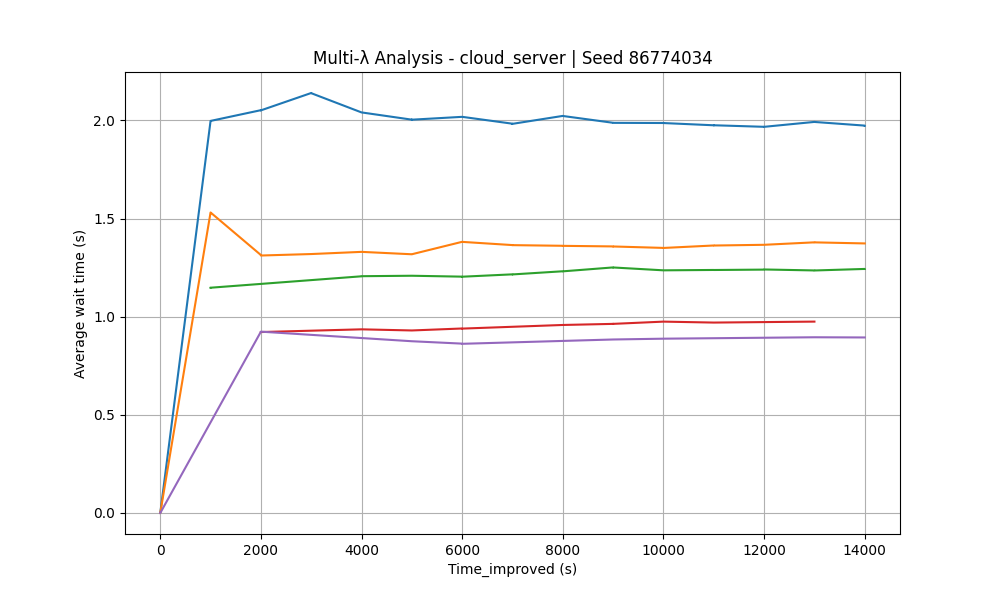 Multi-λ Analysis - cloud_server | Seed 86774034
Average wait time (s)
2.0
1.5
1.0
0.5
0.0
0 2000 4000 6000 8000 10000 12000 14000
Time_improved (s)